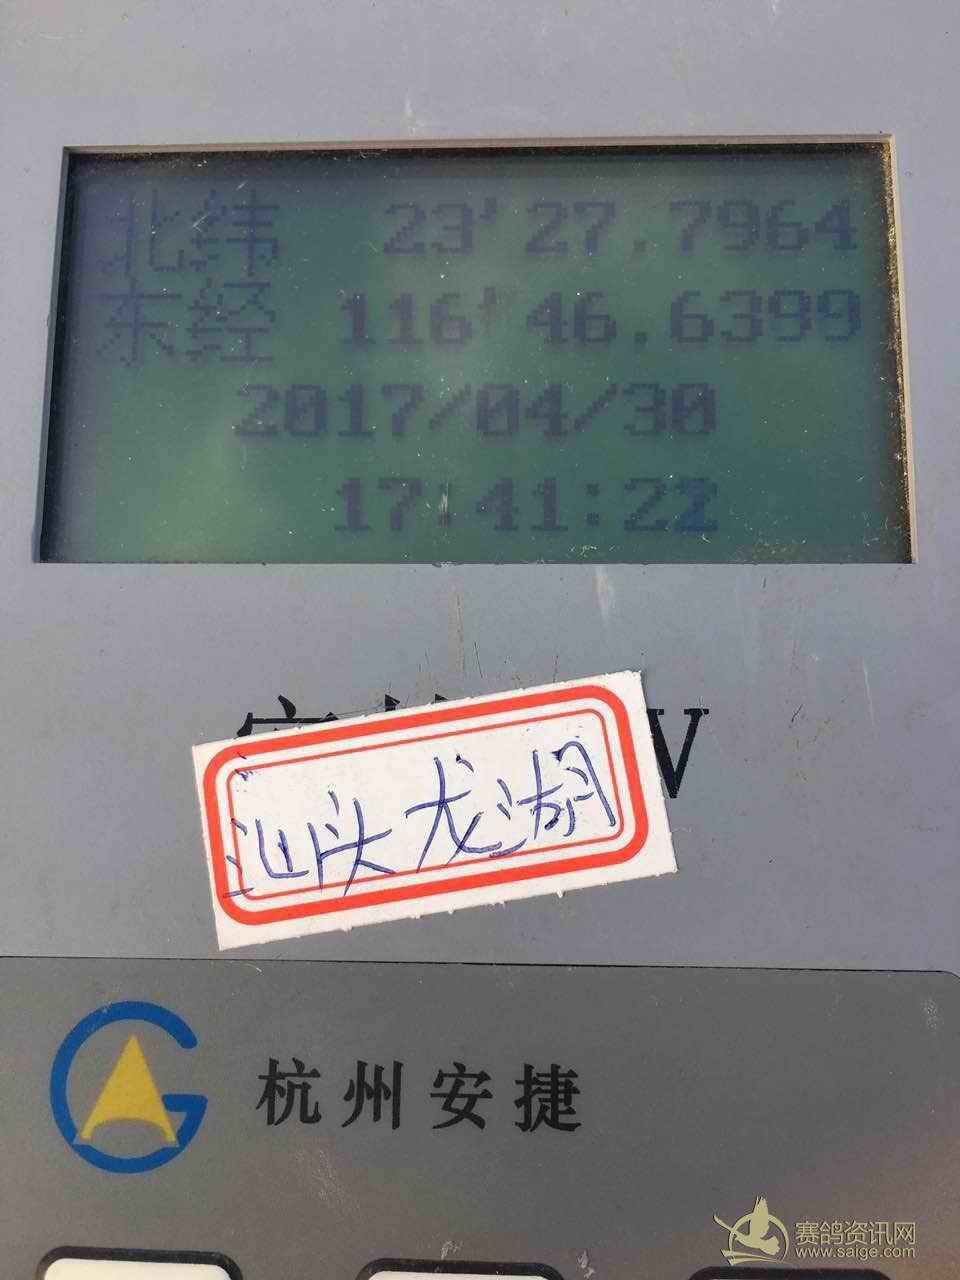 北纬 23' 27.7964
东经 116' 46.6399
2017/04/30
17:41:22
V
汕头龙湖
杭州安捷
赛鸽资讯网
www.saige.com